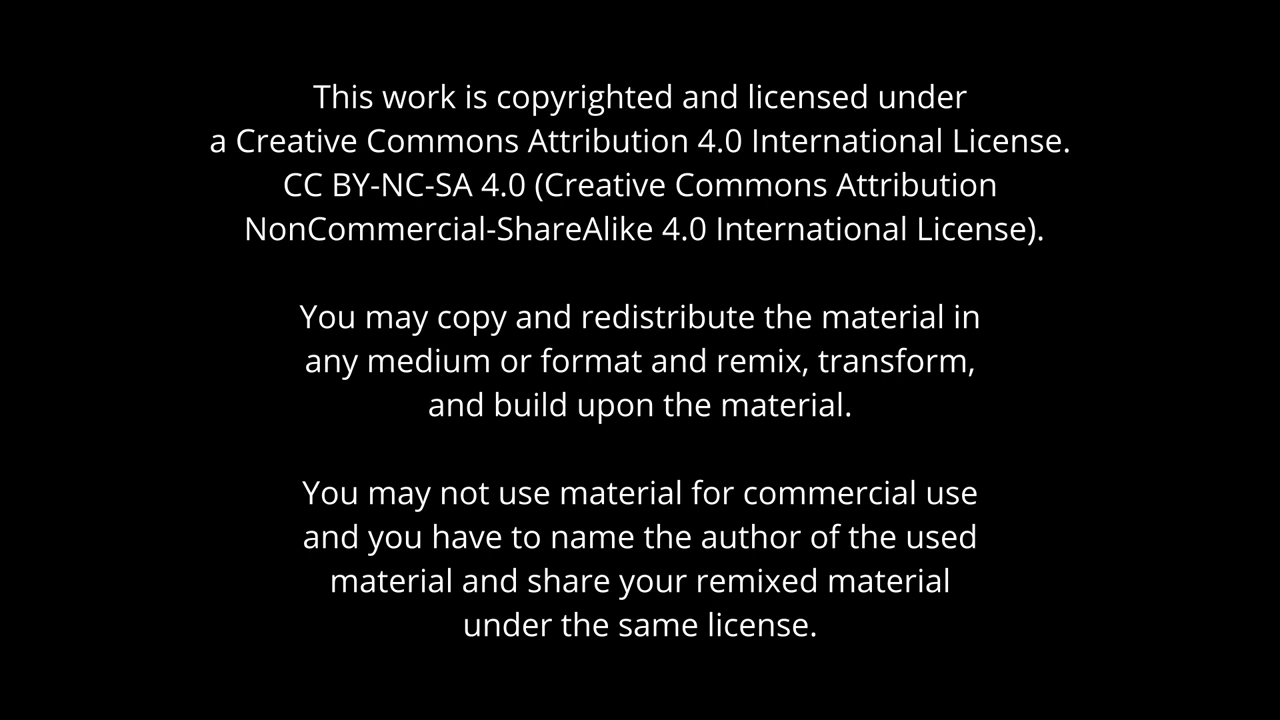 This work is copyrighted and licensed under
a Creative Commons Attribution 4.0 International License.
CC BY-NC-SA 4.0 (Creative Commons Attribution
NonCommercial-ShareAlike 4.0 International License).
You may copy and redistribute the material in
any medium or format and remix, transform,
and build upon the material.
You may not use material for commercial use
and you have to name the author of the used
material and share your remixed material
under the same license.